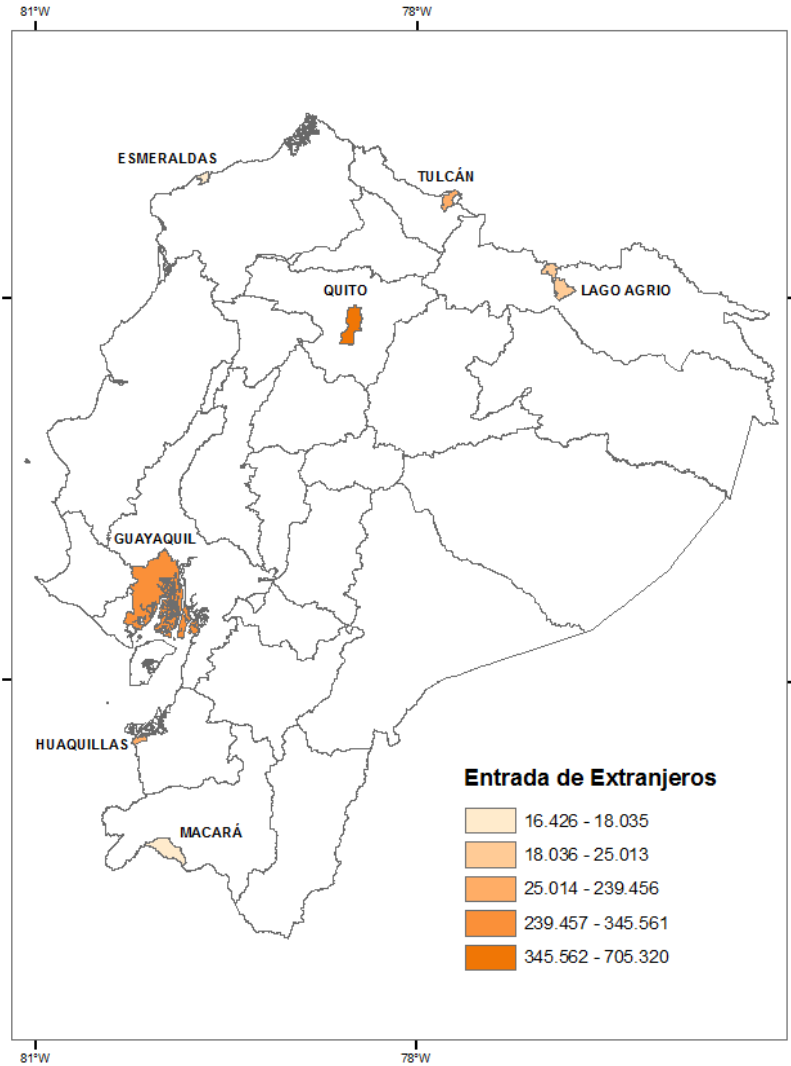 81°W 78°W
ESMERALDAS
TULCÁN
QUITO
LAGO AGRIO
GUAYAQUIL
HUAQUILLAS
MACARÁ
Entrada de Extranjeros
16.426 - 18.035
18.036 - 25.013
25.014 - 239.456
239.457 - 345.561
345.562 - 705.320
81°W 78°W